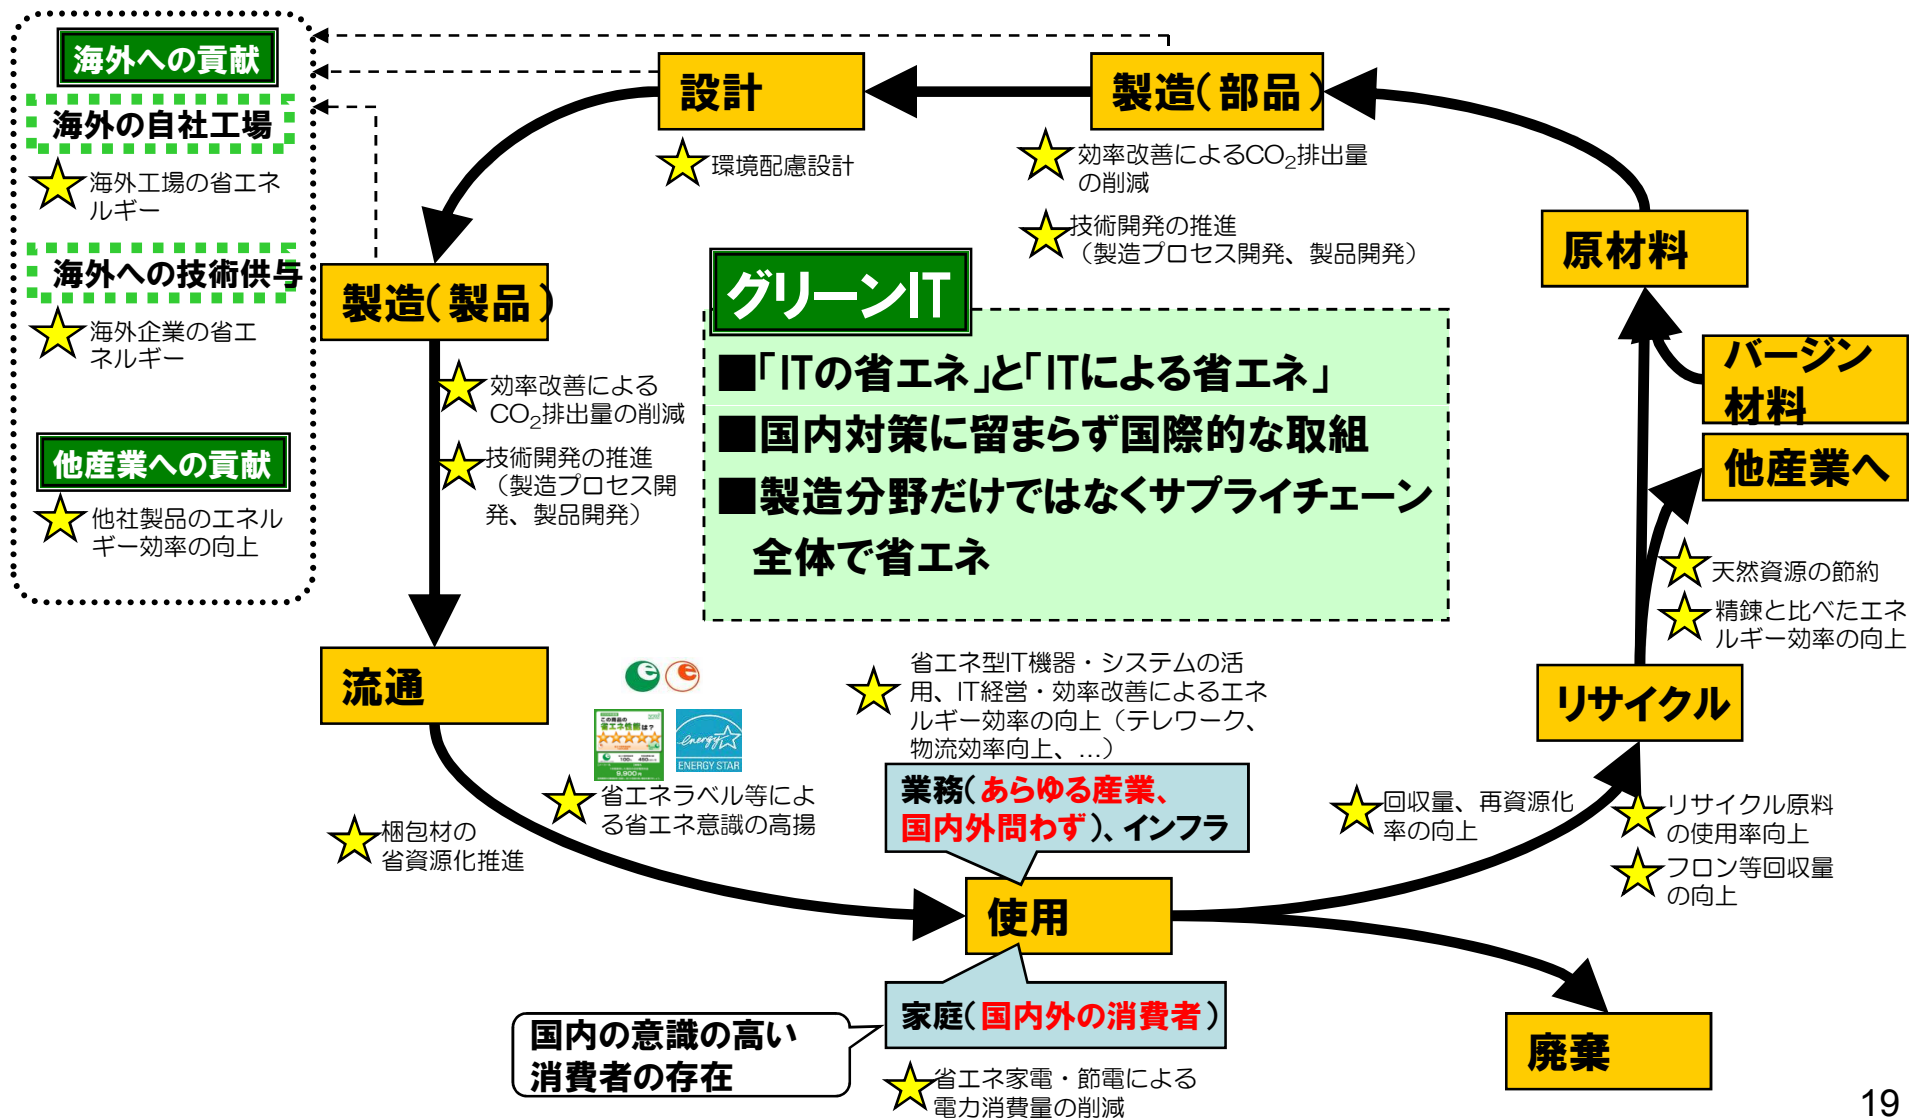 海外への貢献
海外の自社工場
海外工場の省エネ
ルギー
海外への技術供与
海外企業の省エ
ネルギー
他産業への貢献
他社製品のエネル
ギー効率の向上
設計
環境配慮設計
製造(部品)
効率改善によるCO₂排出量
の削減
技術開発の推進
(製造プロセス開発、製品開発)
原材料
バージン
材料
他産業へ
天然資源の節約
精錬と比べたエネ
ルギー効率の向上
製造(製品)
効率改善による
CO₂排出量の削減
技術開発の推進
(製造プロセス開
発、製品開発)
グリーンIT
■「ITの省エネ」と「ITによる省エネ」
■国内対策に留まらず国際的な取組
■製造分野だけではなくサプライチェーン
全体で省エネ
流通
梱包材の
省資源化推進
e
e
この商品の
省エネ性能は?
9,900円
energy
ENERGY STAR
省エネラベル等によ
る省エネ意識の高揚
省エネ型IT機器・システムの活
用、IT経営・効率改善によるエネ
ルギー効率の向上(テレワーク、
物流効率向上、…)
業務(あらゆる産業、
国内外問わず)、インフラ
使用
家庭(国内外の消費者)
国内の意識の高い
消費者の存在
省エネ家電・節電による
電力消費量の削減
リサイクル
回収量、再資源化
率の向上
リサイクル原料
の使用率向上
フロン等回収量
の向上
廃棄
19